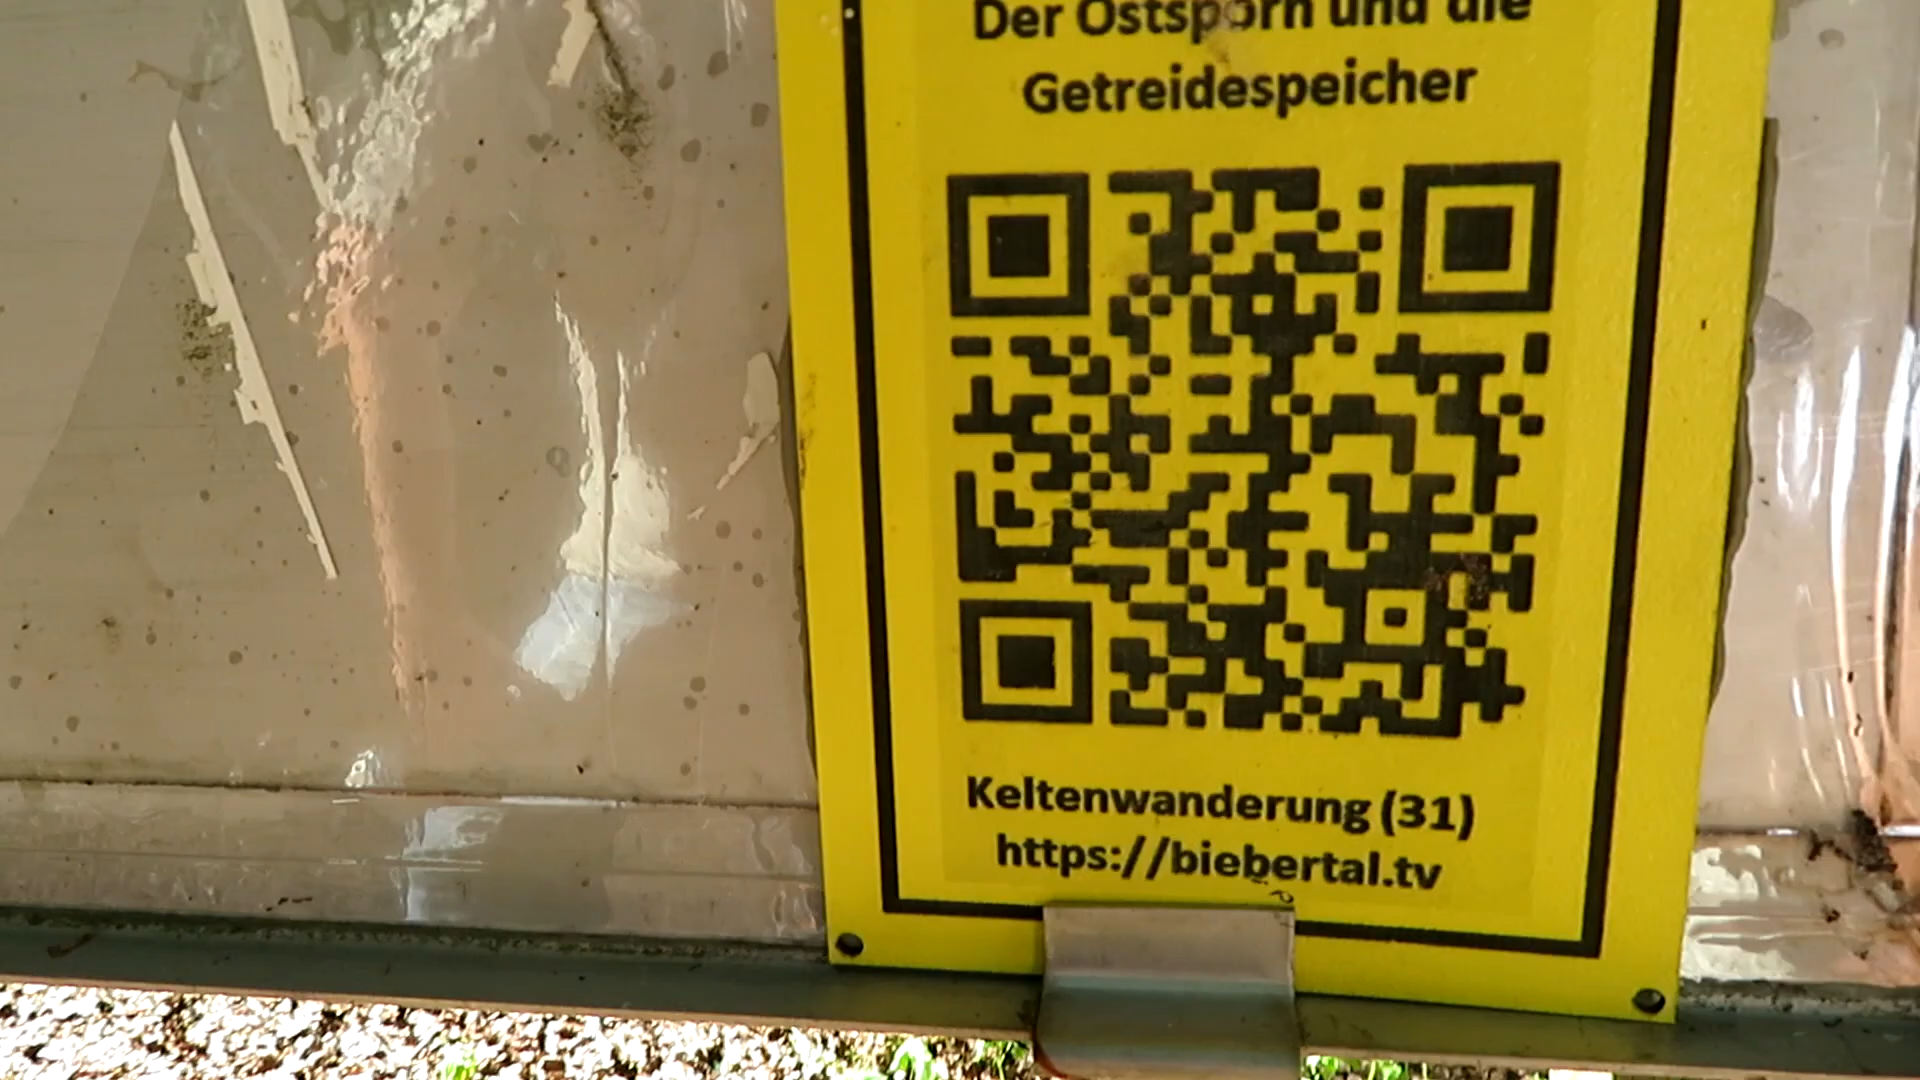 Der Ostsporn und die
Getreidespeicher
Keltenwanderung (31)
https://biebertal.tv